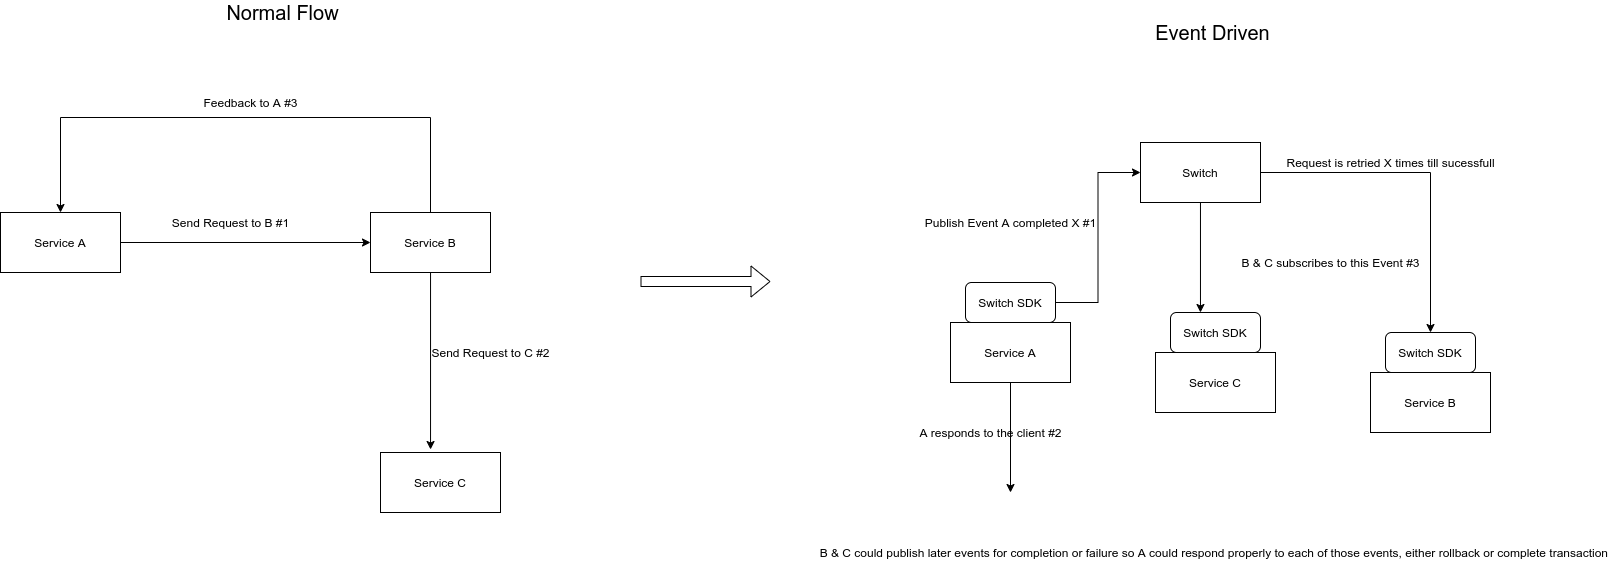 Normal Flow
Feedback to A #3
Service A
Send Request to B #1
Service B
Send Request to C #2
Service C
Event Driven
Switch
Request is retried X times till sucessfull
Publish Event A completed X #1
B & C subscribes to this Event #3
Switch SDK
Service A
Switch SDK
Service C
Switch SDK
Service B
A responds to the client #2
B & C could publish later events for completion or failure so A could respond properly to each of those events, either rollback or complete transaction